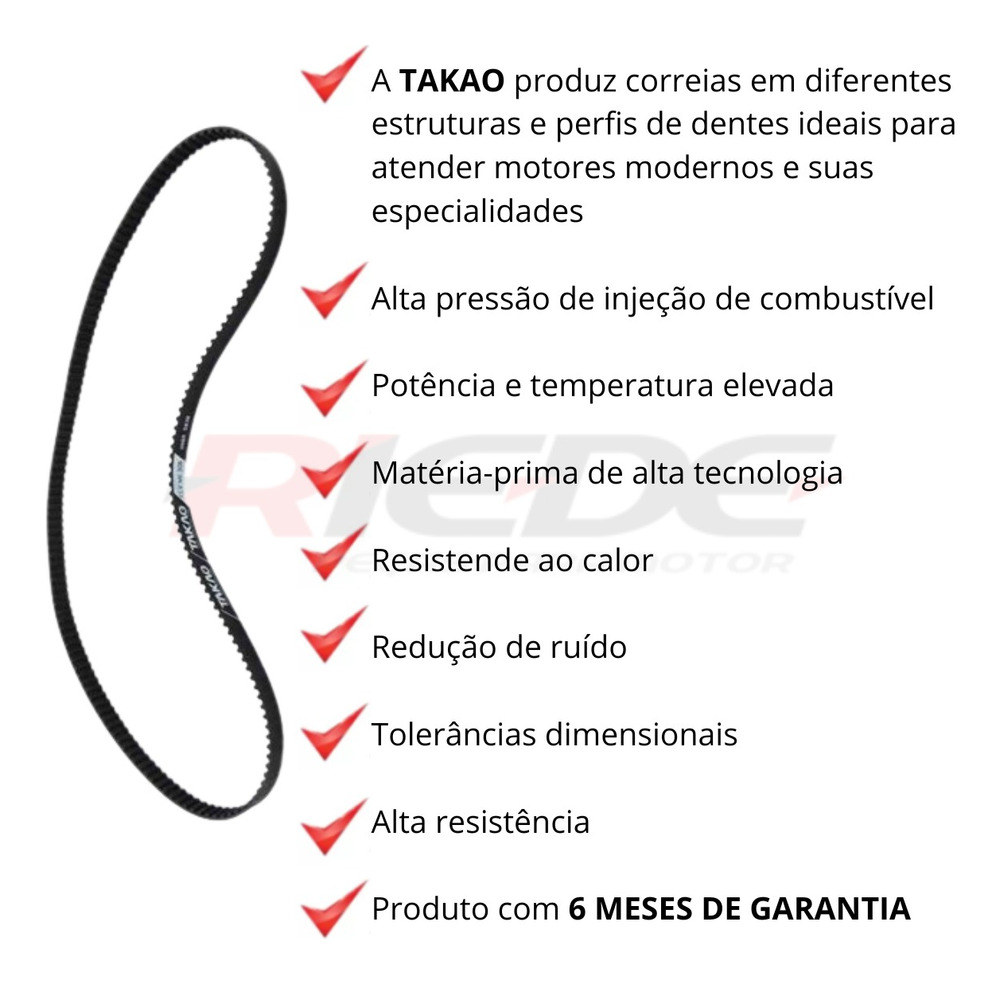 A TAKAO produz correias em diferentes
estruturas e perfis de dentes ideais para
atender motores modernos e suas
especialidades
Alta pressão de injeção de combustível
Potência e temperatura elevada
Matéria-prima de alta tecnologia
RIEDE
Resistende ao calor
TAKAO
TAKAO
Redução de ruído
Tolerâncias dimensionais
Alta resistência
Produto com 6 MESES DE GARANTIA